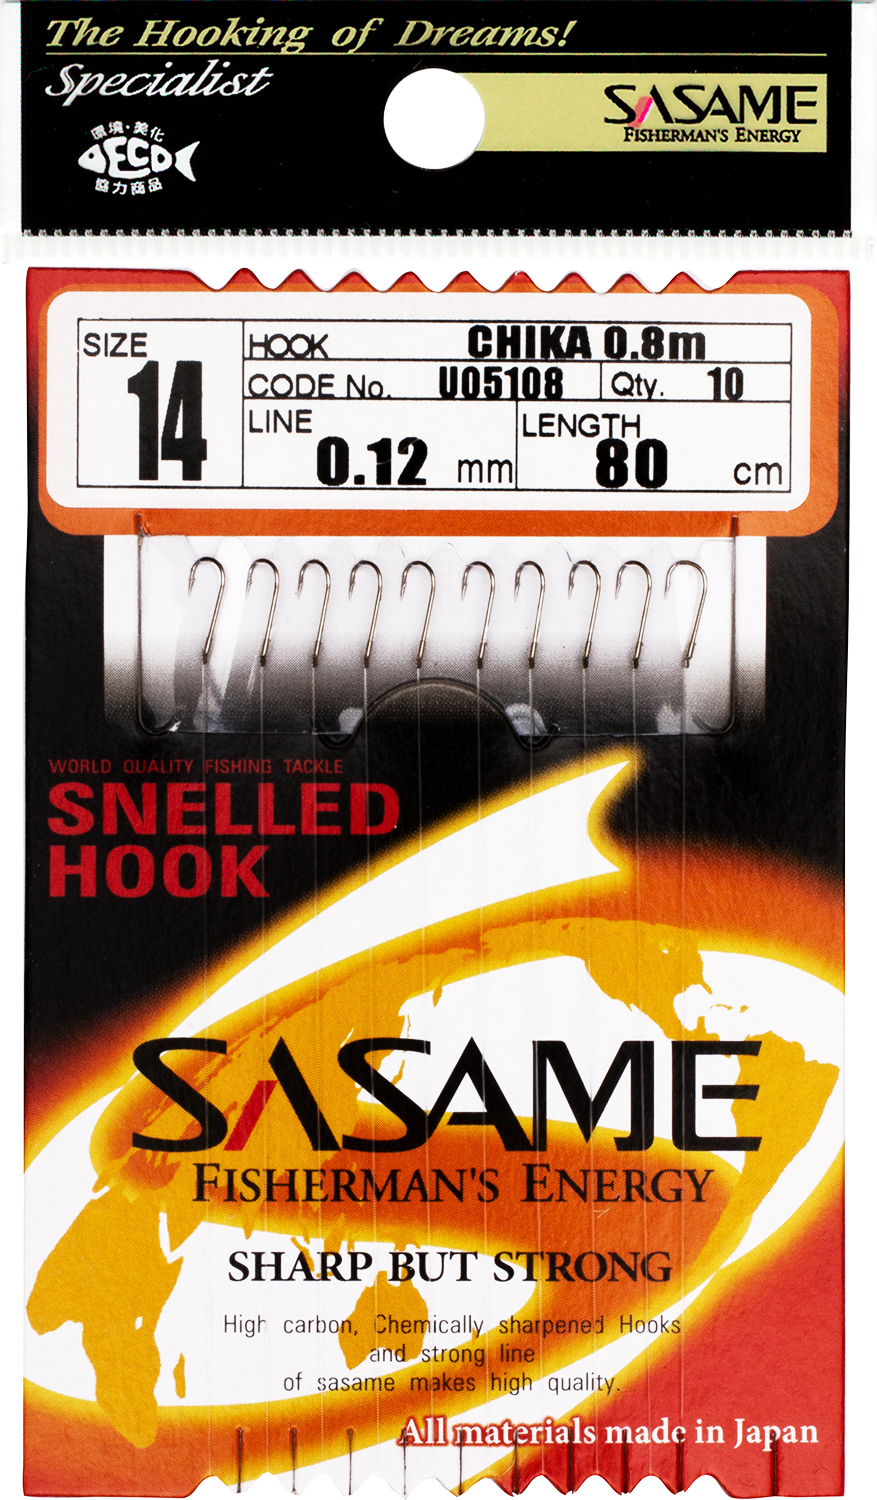 The Hooking of Dreams!
Specialist
環境・美化
ECO
協力商品
SASAME
FISHERMAN'S ENERGY
SIZE
14
HOOK CHIKA 0.8m
CODE No. U05108 Qty. 10
LINE
0.12 mm
LENGTH
80 cm
WORLD QUALITY FISHING TACKLE
SNELLED
HOOK
SASAME
FISHERMAN'S ENERGY
SHARP BUT STRONG
High carbon, Chemically sharpened Hooks
and strong line
of sasame makes high quality.
All materials made in Japan